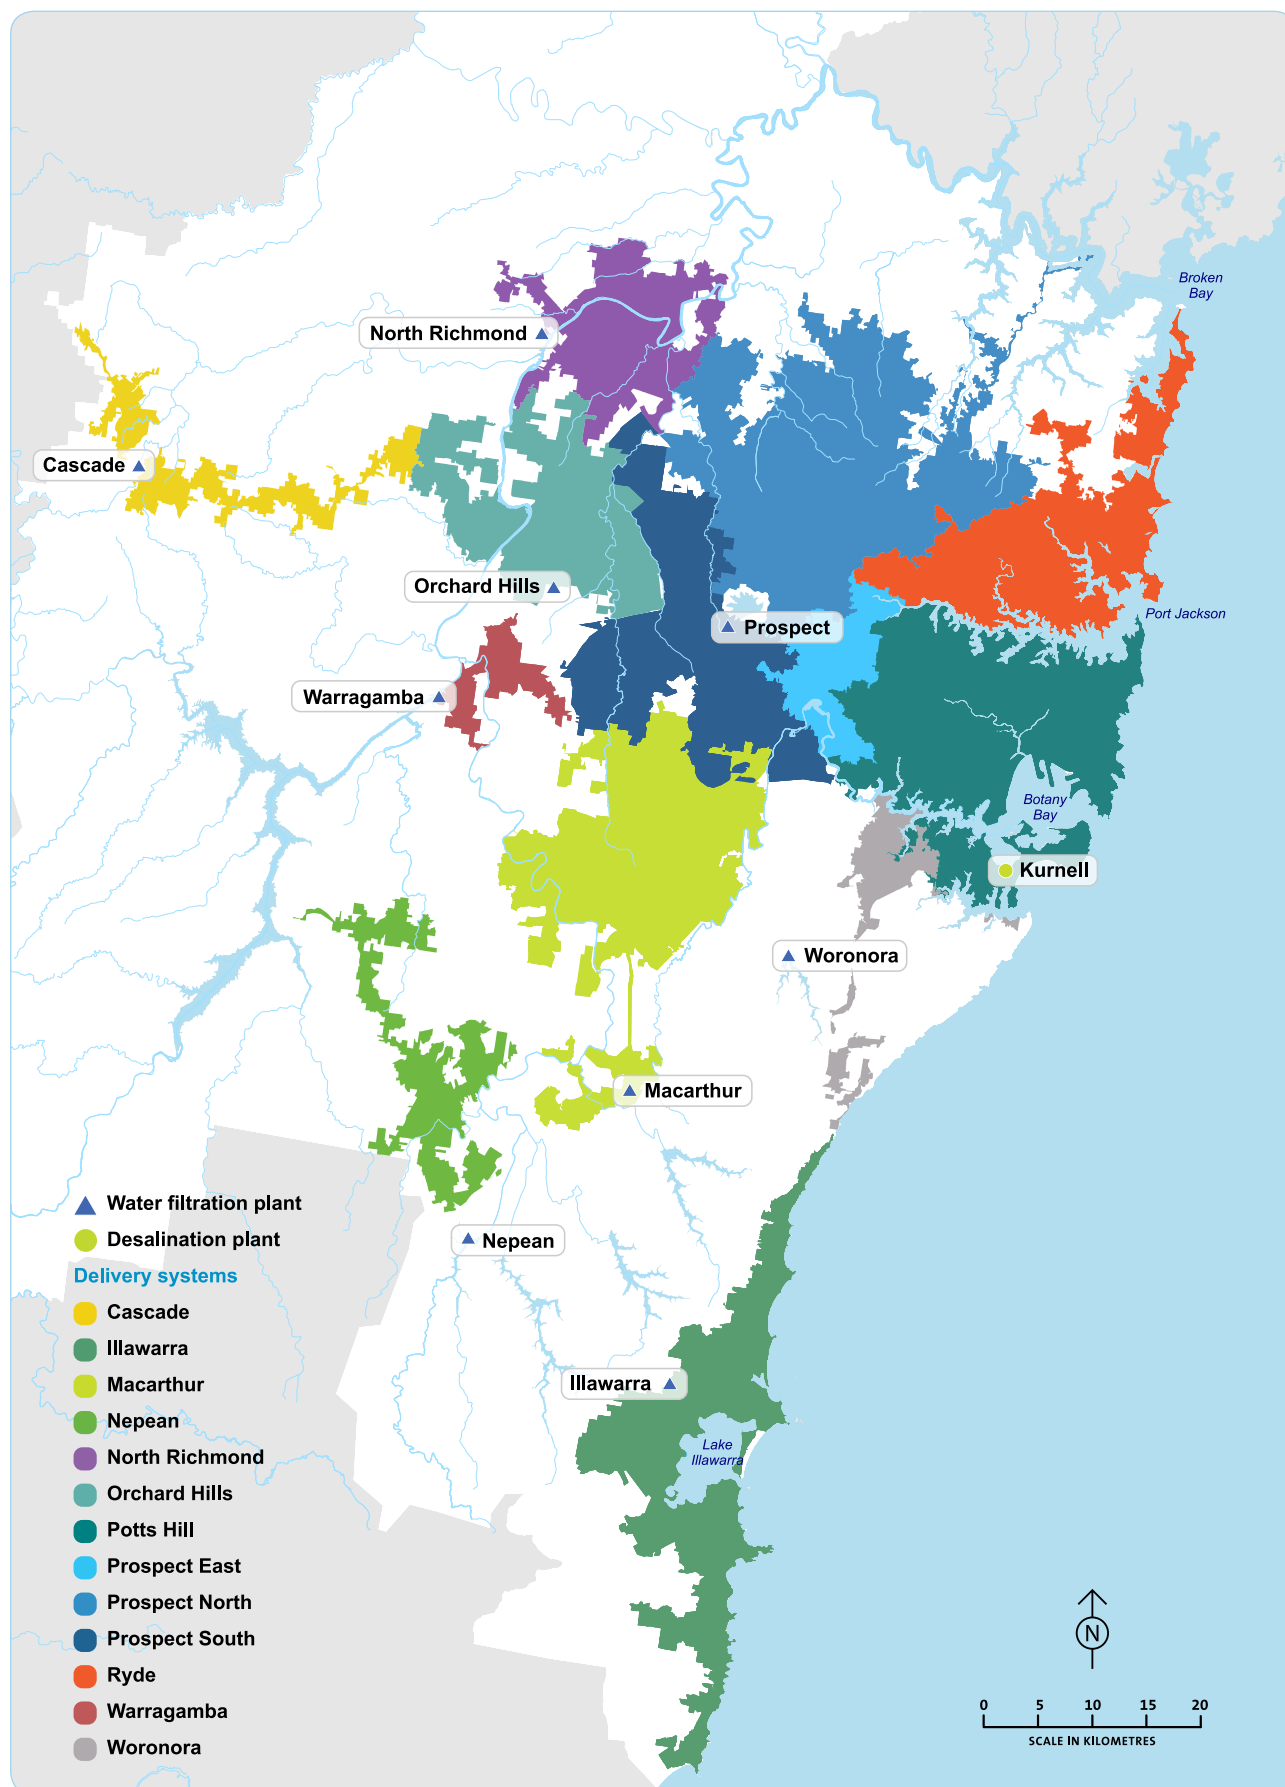 Broken
Bay
North Richmond
Cascade
Orchard Hills
Port Jackson
Prospect
Warragamba
Botany
Bay
Kurnell
Woronora
Macarthur
Nepean
Illawarra
Lake
Illawarra
Water filtration plant
Desalination plant
Delivery systems
Cascade
Illawarra
Macarthur
Nepean
North Richmond
Orchard Hills
Potts Hill
Prospect East
Prospect North
Prospect South
Ryde
Warragamba
Woronora
N
0 5 10 15 20
SCALE IN KILOMETRES